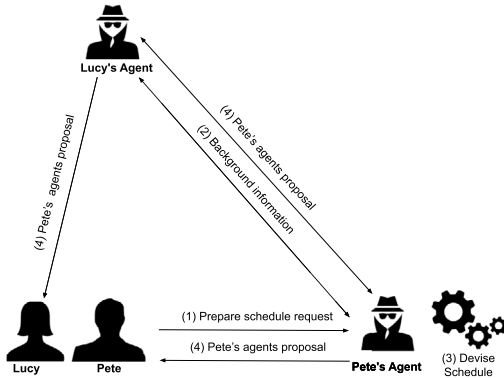 Lucy's Agent
(4) Pete's agents proposal
(4) Pete's agents proposal
(2) Background information
(1) Prepare schedule request
(4) Pete's agents proposal
Lucy
Pete
Pete's Agent
(3) Devise
Schedule